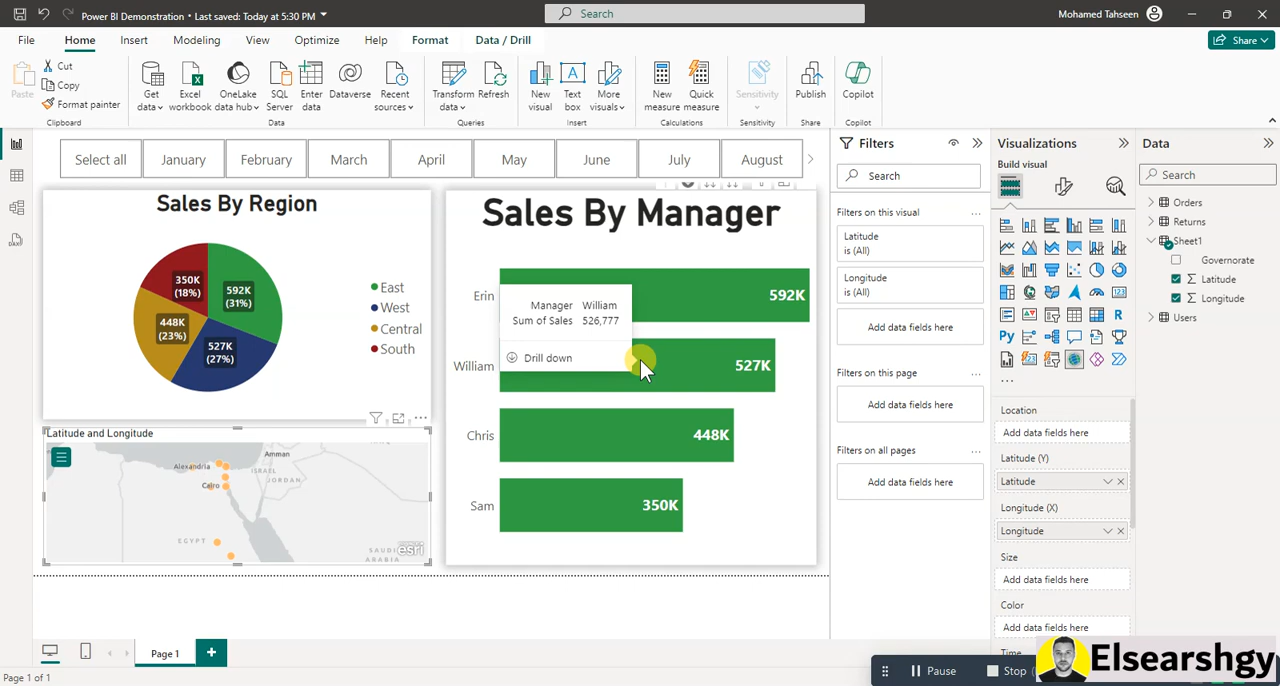 Power BI Demonstration • Last saved: Today at 5:30 PM
Search
Mohamed Tahseen
File Home Insert Modeling View Optimize Help Format Data / Drill
Share
Paste
Cut
Copy
Format painter
Get data
Excel workbook
OneLake data hub
SQL Server
Enter data
Dataverse
Recent sources
Transform data
Refresh
New visual
Text box
More visuals
New measure
Quick measure
Sensitivity
Publish
Copilot
Clipboard
Data
Queries
Insert
Calculations
Sensitivity
Share
Copilot
Select all January February March April May June July August
Sales By Region
350K
(18%)
592K
(31%)
448K
(23%)
527K
(27%)
East
West
Central
South
Latitude and Longitude
Alexandria
Cairo
Amman
ISRAEL
JORDAN
EGYPT
SAUDI
ARABIA
esri
Sales By Manager
Erin
592K
Manager William
Sum of Sales 526,777
Drill down
William
527K
Chris
448K
Sam
350K
Filters
Search
Filters on this visual
Latitude
is (All)
Longitude
is (All)
Add data fields here
Filters on this page
Add data fields here
Filters on all pages
Add data fields here
Visualizations
Build visual
123
R
Py
Location
Add data fields here
Latitude (Y)
Latitude
Longitude (X)
Longitude
Size
Add data fields here
Color
Add data fields here
Time
Data
Search
Orders
Returns
Sheet1
Governorate
Latitude
Longitude
Users
Page 1
Page 1 of 1
Pause
Stop
Elsearshgy